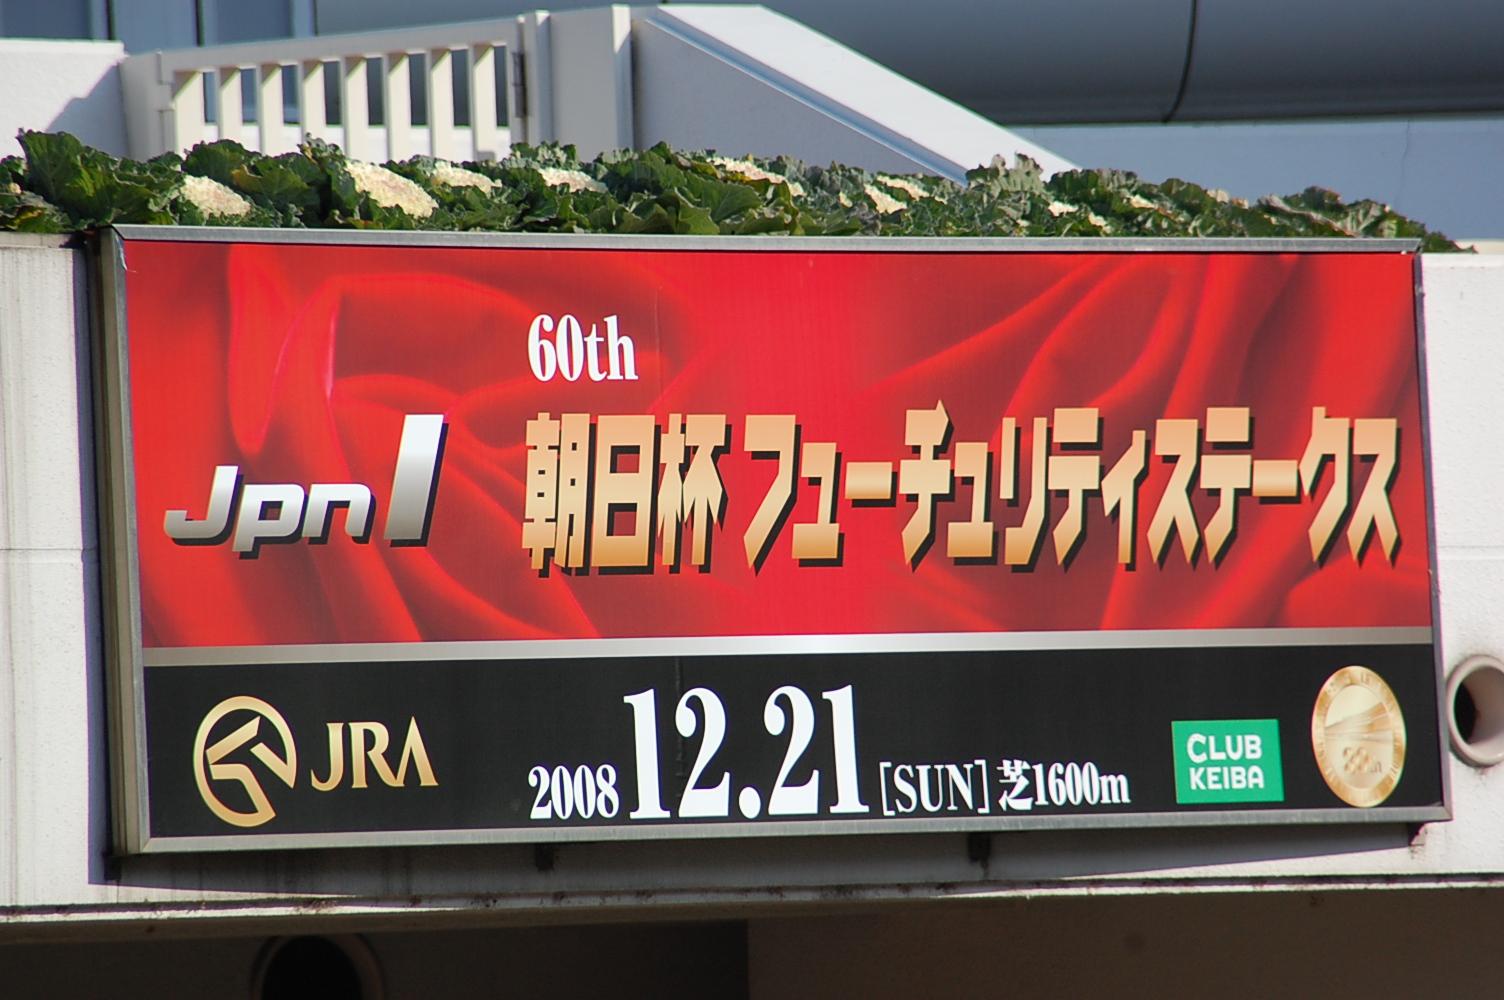 60th
JpnI 朝日杯フューチュリティステークス
JRA 2008 12.21 [SUN] 芝1600m
CLUB
KEIBA